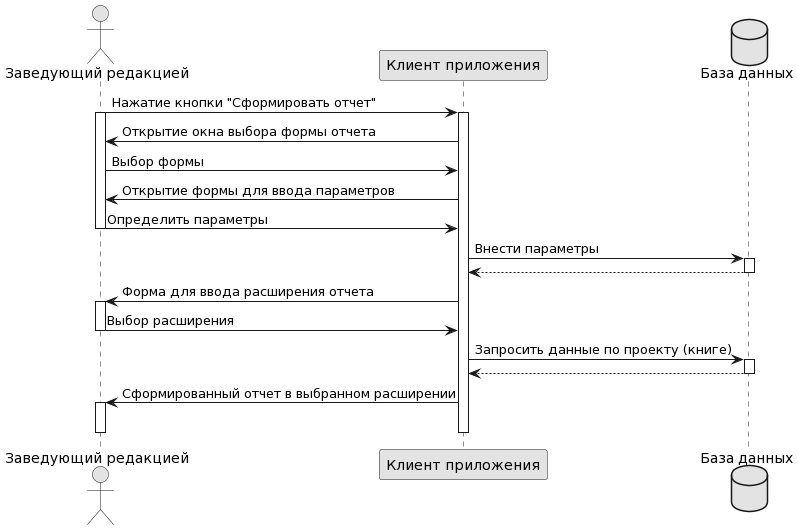 Заведующий редакцией
Клиент приложения
База данных
Нажатие кнопки "Сформировать отчет"
Открытие окна выбора формы отчета
Выбор формы
Открытие формы для ввода параметров
Определить параметры
Внести параметры
Форма для ввода расширения отчета
Выбор расширения
Запросить данные по проекту (книге)
Сформированный отчет в выбранном расширении
Заведующий редакцией
Клиент приложения
База данных